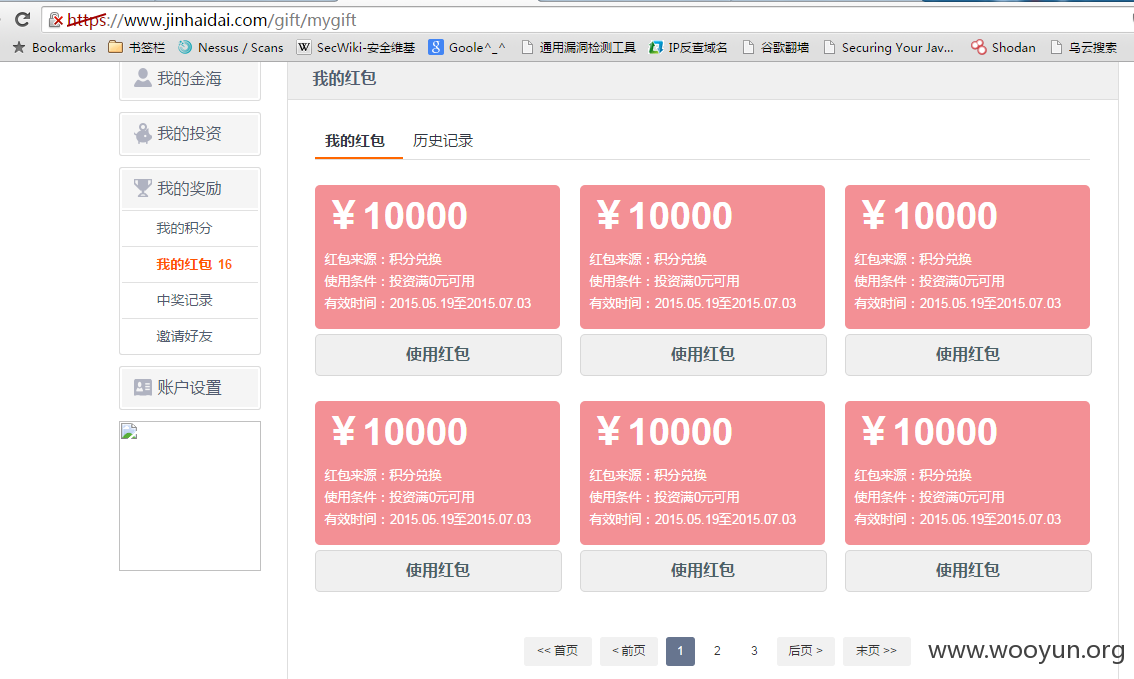 https://www.jinhaidai.com/gift/mygift
Bookmarks 书签栏 Nessus / Scans SecWiki-安全维基 Goole^_^ 通用漏洞检测工具 IP反查域名 谷歌翻墙 Securing Your Jav... Shodan 乌云搜索
我的金海
我的投资
我的奖励
我的积分
我的红包 16
中奖记录
邀请好友
账户设置
我的红包
我的红包 历史记录
¥ 10000 ¥ 10000 ¥ 10000
红包来源：积分兑换 红包来源：积分兑换 红包来源：积分兑换
使用条件：投资满0元可用 使用条件：投资满0元可用 使用条件：投资满0元可用
有效时间：2015.05.19至2015.07.03 有效时间：2015.05.19至2015.07.03 有效时间：2015.05.19至2015.07.03
使用红包 使用红包 使用红包
¥ 10000 ¥ 10000 ¥ 10000
红包来源：积分兑换 红包来源：积分兑换 红包来源：积分兑换
使用条件：投资满0元可用 使用条件：投资满0元可用 使用条件：投资满0元可用
有效时间：2015.05.19至2015.07.03 有效时间：2015.05.19至2015.07.03 有效时间：2015.05.19至2015.07.03
使用红包 使用红包 使用红包
<< 首页 < 前页 1 2 3 后页 > 末页 >>
www.wooyun.org